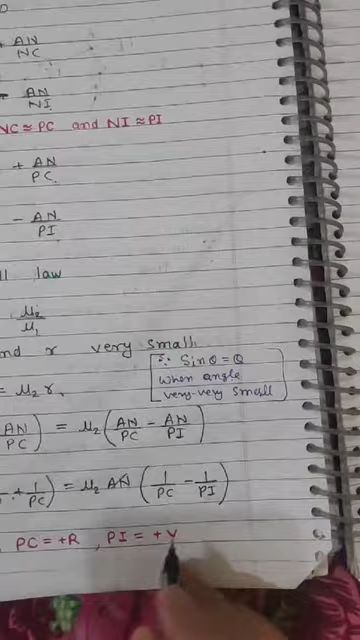 + AN/NC
= AN/NI
NC ≈ PC and NI ≈ PI
+ AN/PC
- AN/PI
law
μ2/μ1
r very small
∵ Sinθ = θ
When angle
very-very small
= μ2 r,
AN/PC) = μ2 (AN/PC - AN/PI)
+ 1/PC) = μ2 AN (1/PC - 1/PI)
PC = +R, PI = +v